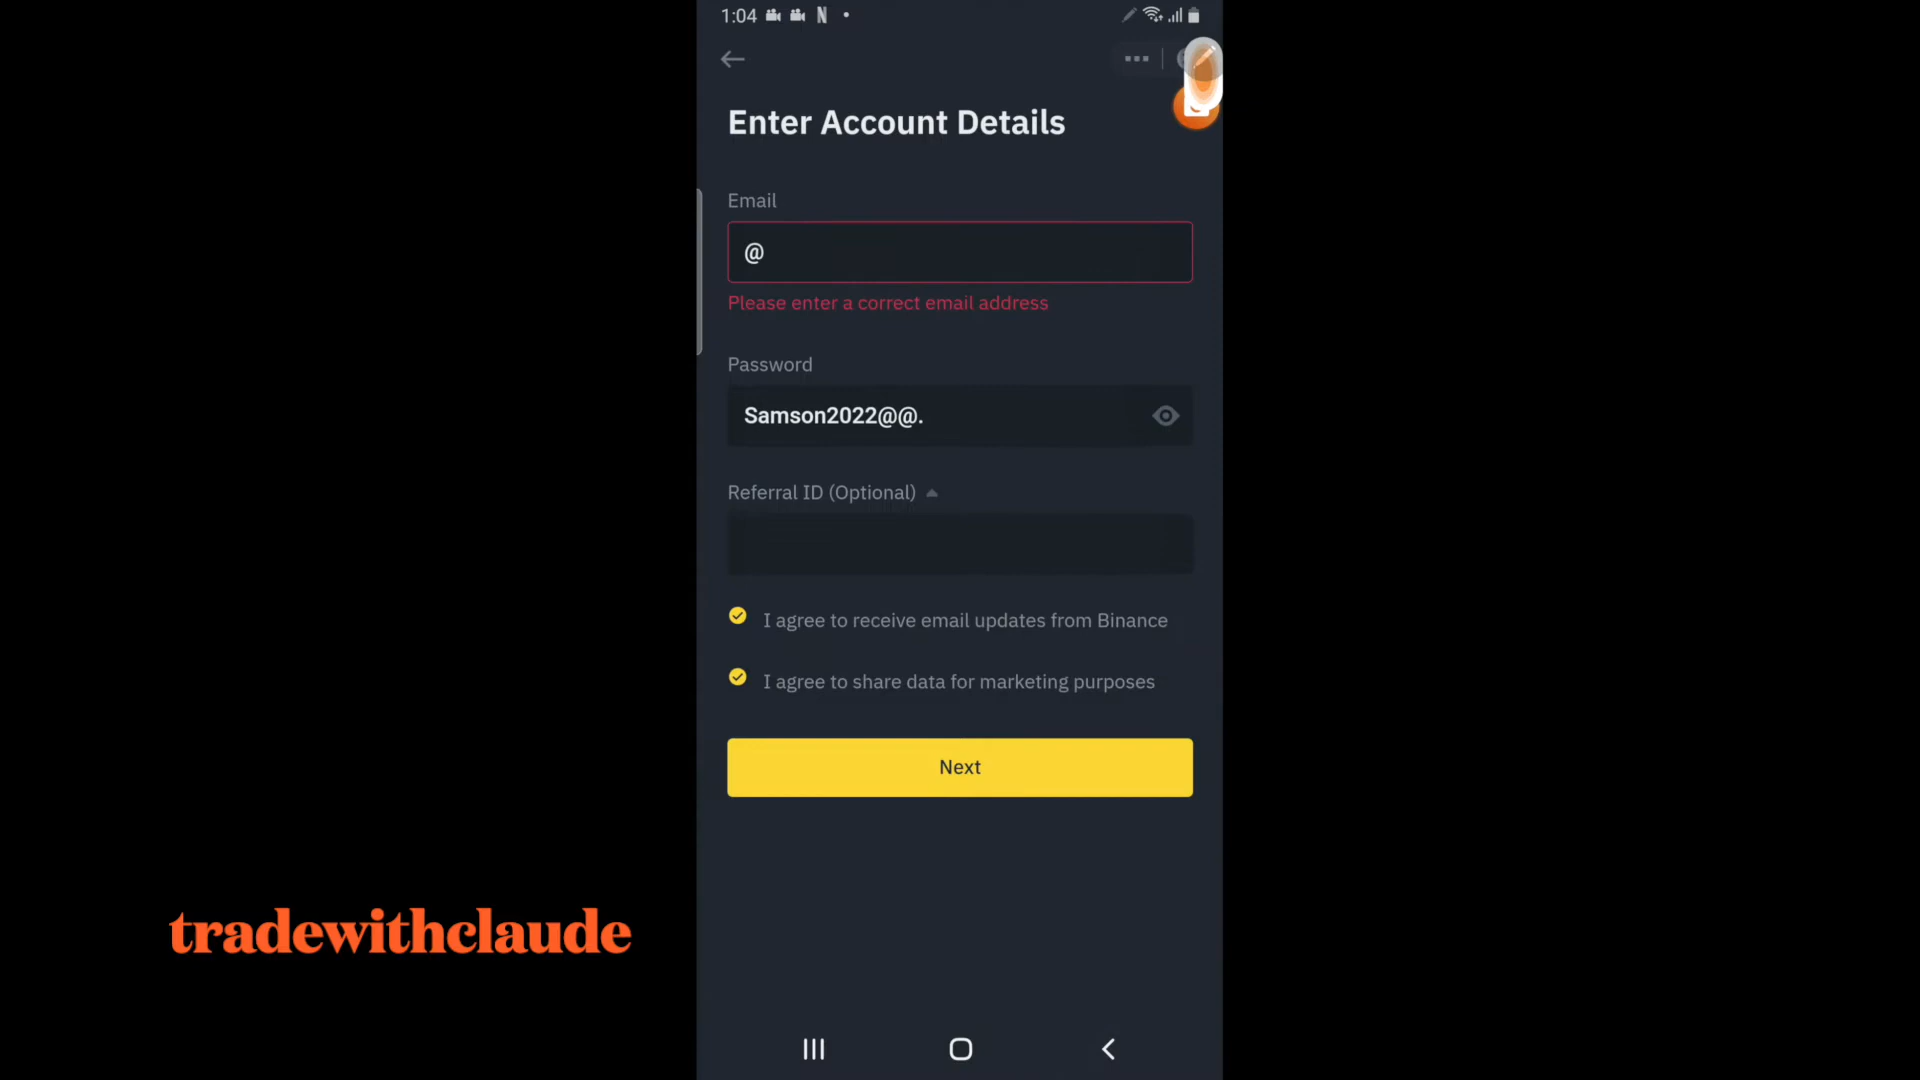 1:04
Enter Account Details
Email
@
Please enter a correct email address
Password
Samson2022@@.
Referral ID (Optional)
I agree to receive email updates from Binance
I agree to share data for marketing purposes
Next
tradewithclaude